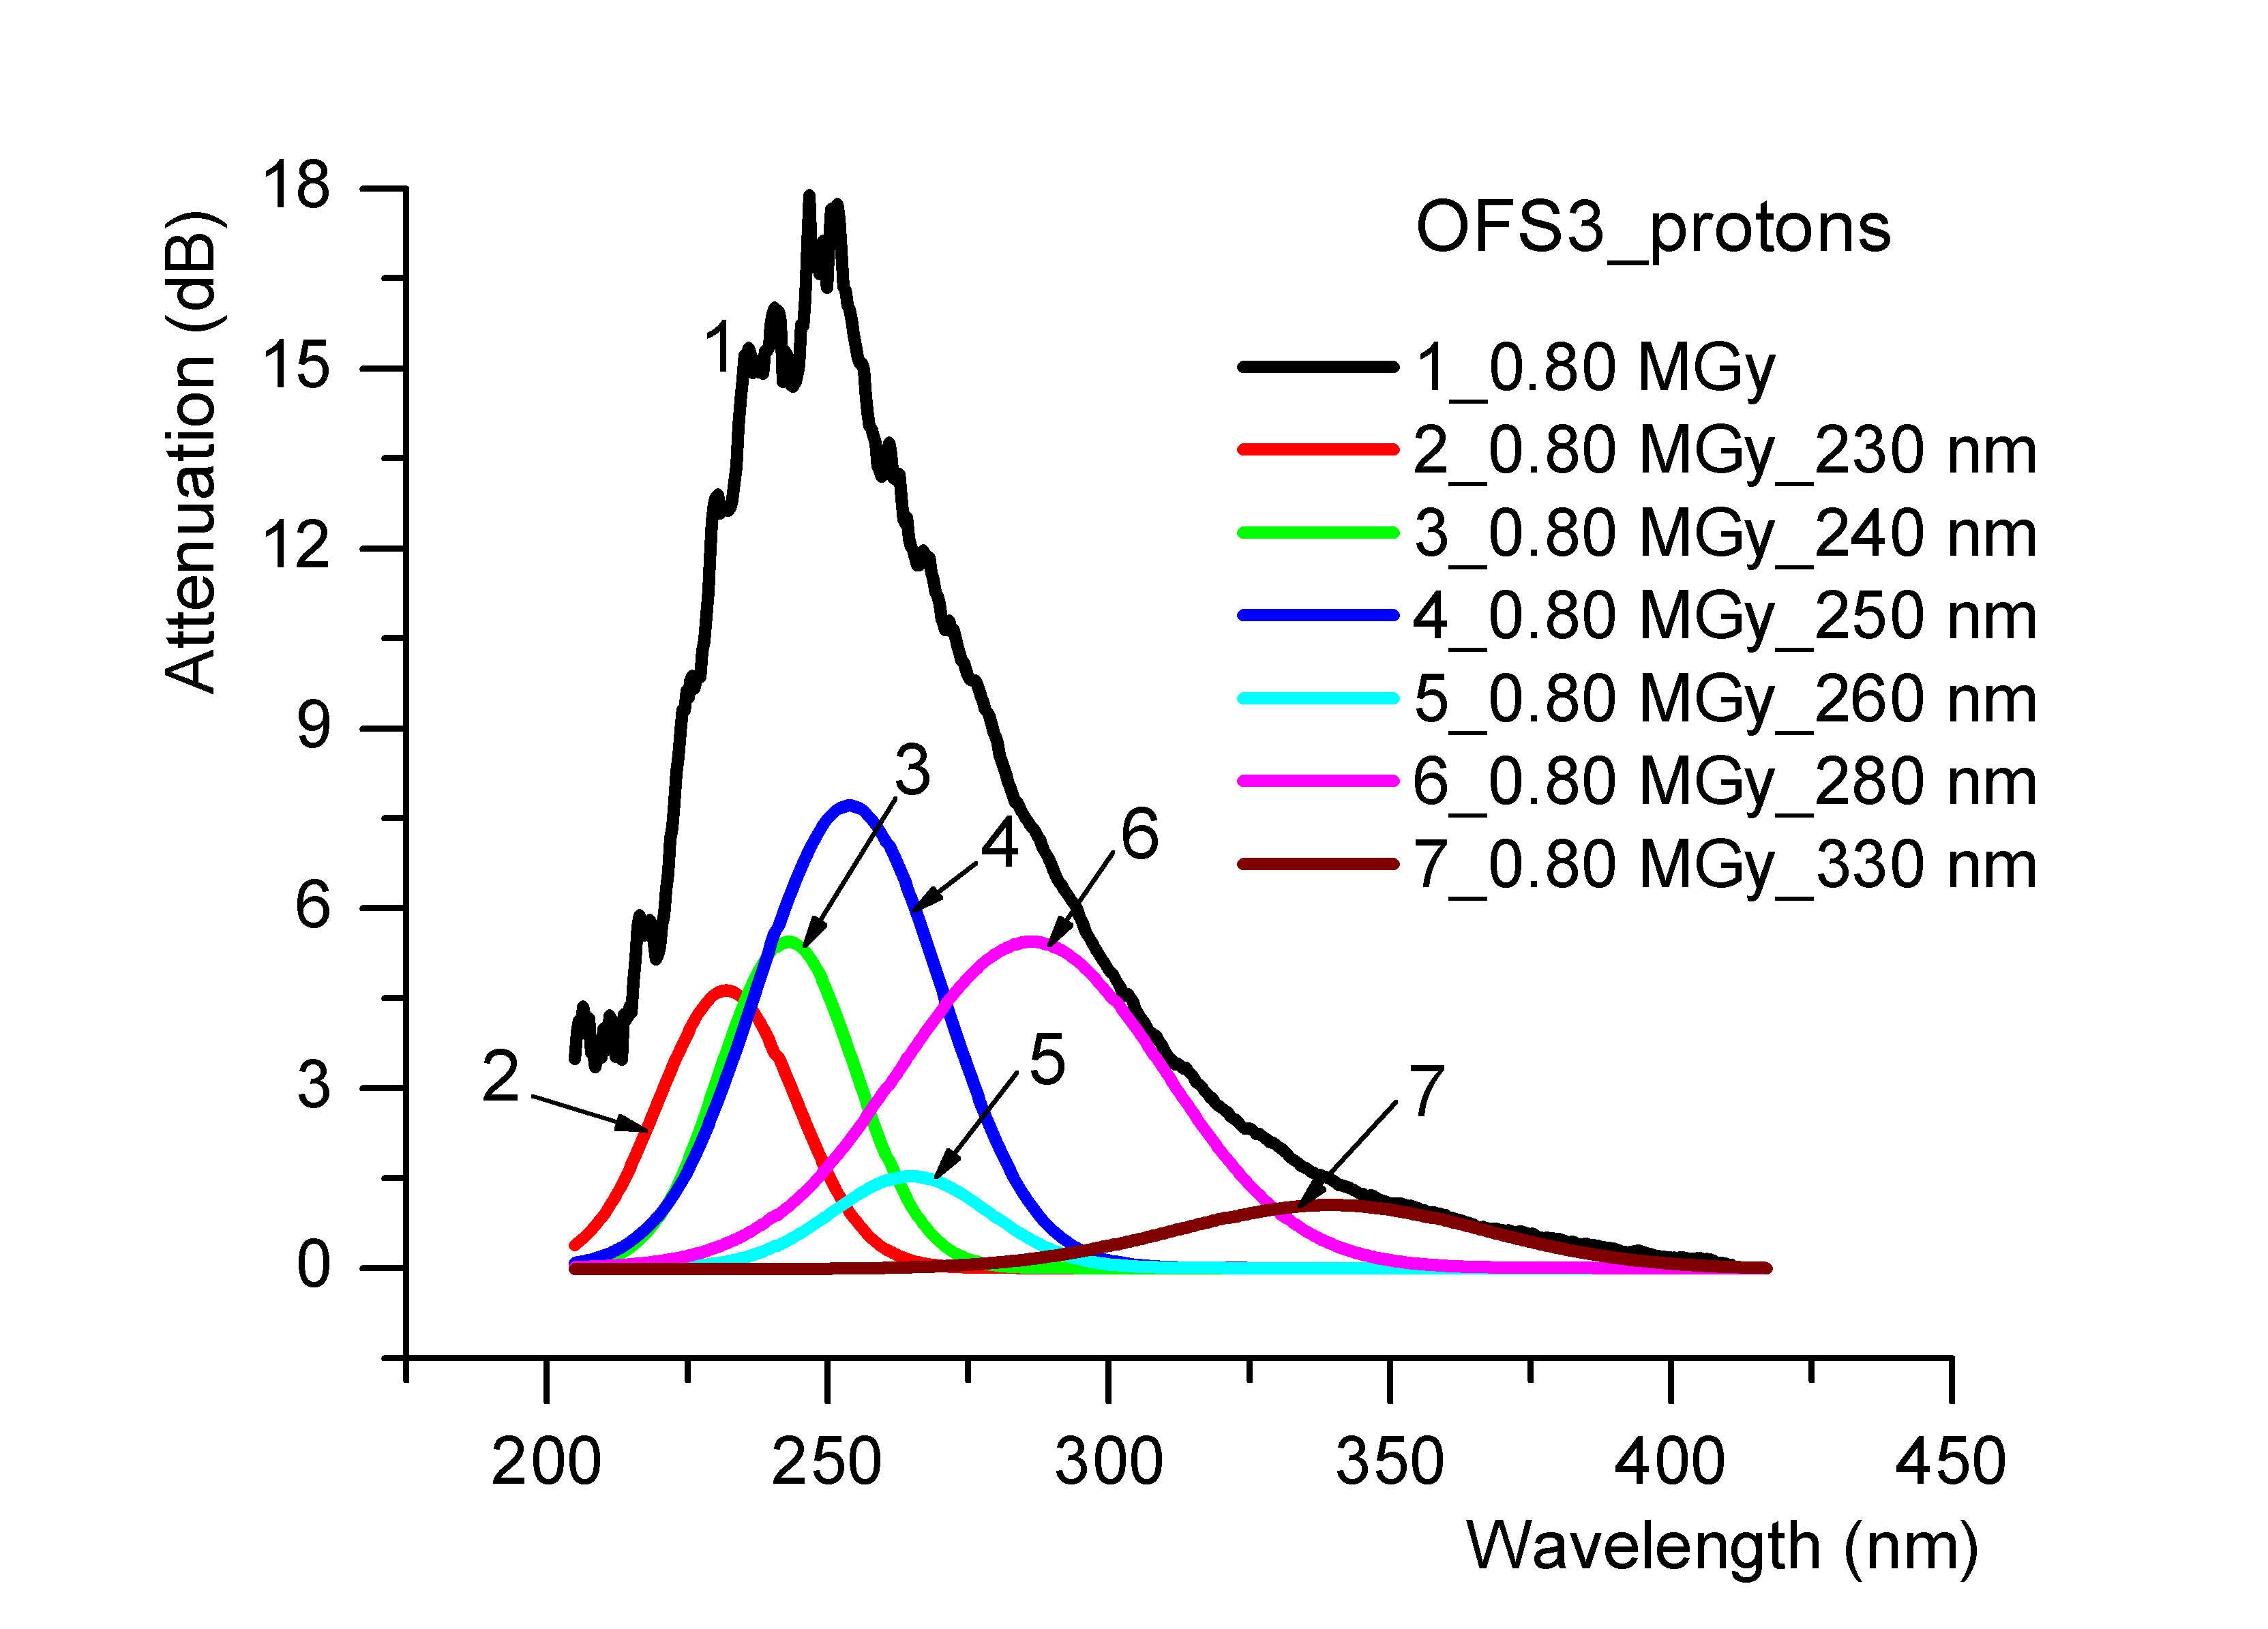 OFS3_protons
1_0.80 MGy
2_0.80 MGy_230 nm
3_0.80 MGy_240 nm
4_0.80 MGy_250 nm
5_0.80 MGy_260 nm
6_0.80 MGy_280 nm
7_0.80 MGy_330 nm
Attenuation (dB)
18
15
12
9
6
3
0
1
2
3
4
5
6
7
200
250
300
350
400
450
Wavelength (nm)